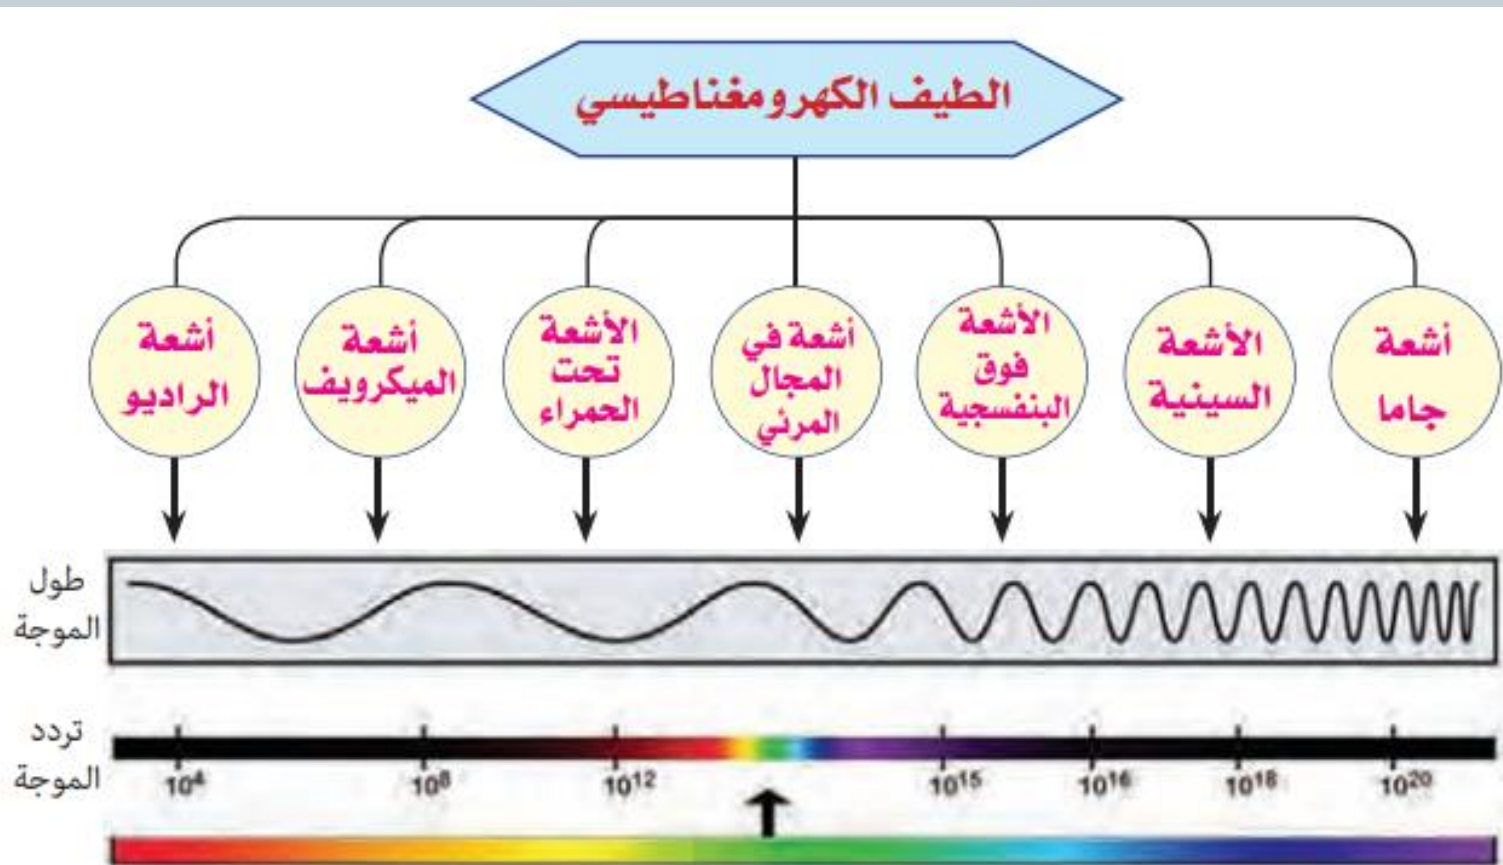 الطيف الكهرومغناطيسي
أشعة
جاما
الأشعة
السينية
الأشعة
فوق
البنفسجية
أشعة في
المجال
المرئي
الأشعة
تحت
الحمراء
أشعة
الميكرويف
أشعة
الراديو
طول
الموجة
تردد
الموجة
10⁴ 10⁸ 10¹² 10¹⁵ 10¹⁶ 10¹⁸ 10²⁰